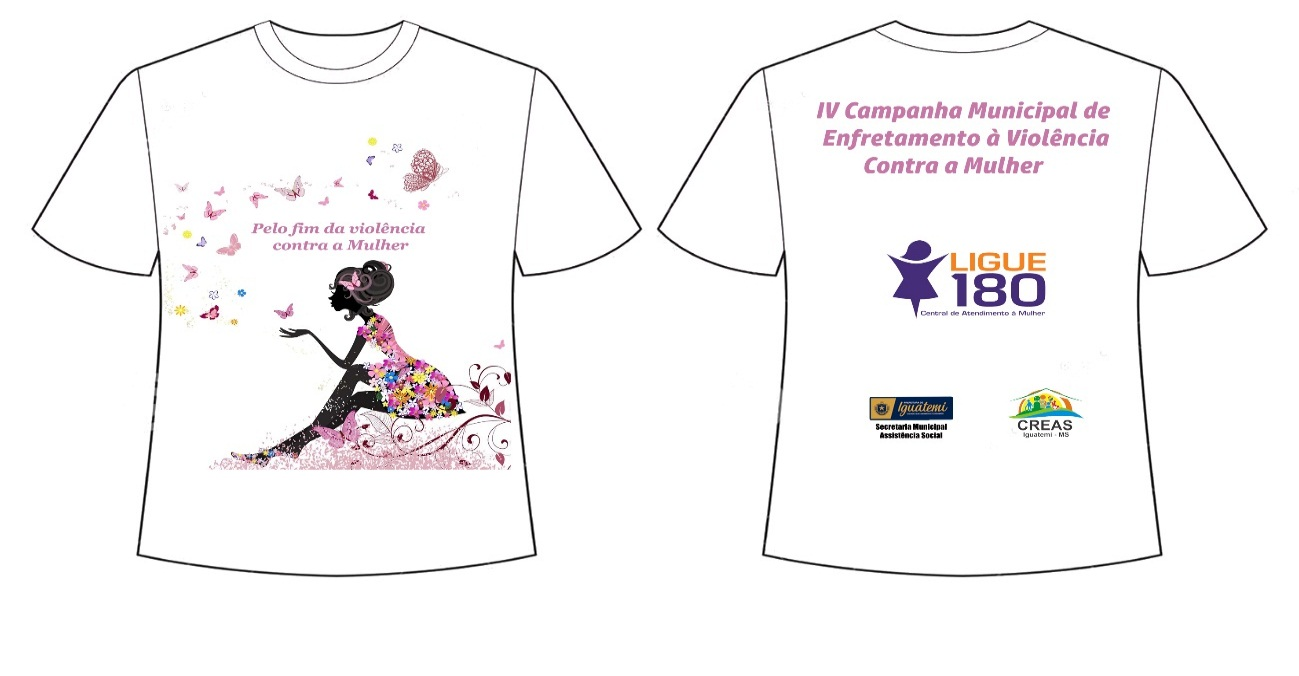 Pelo fim da violência
contra a Mulher
IV Campanha Municipal de
Enfretamento à Violência
Contra a Mulher
LIGUE
180
Central de Atendimento à Mulher
Iguatemi
Secretaria Municipal
Assistência Social
CREAS
Iguatemi - MS